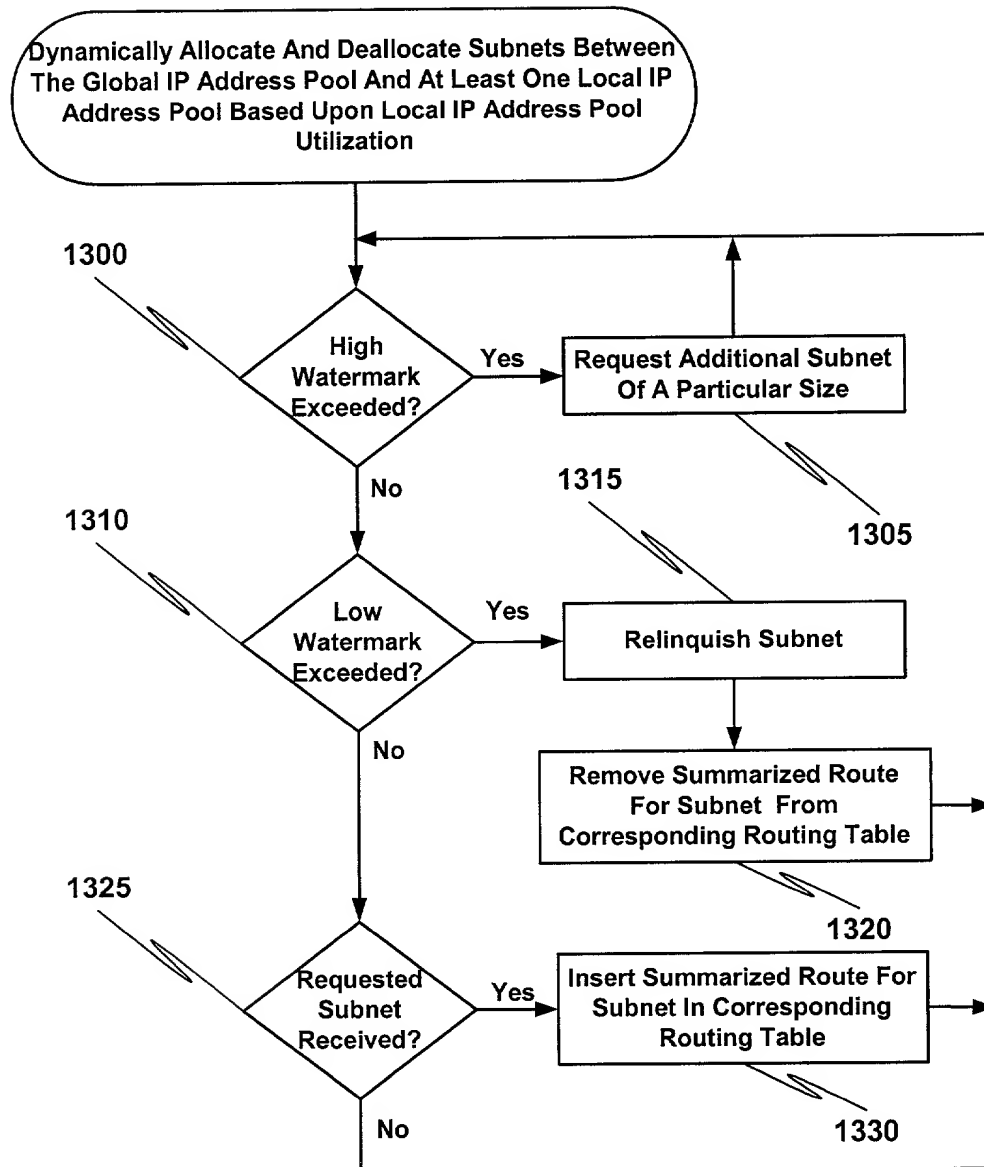 Dynamically Allocate And Deallocate Subnets Between
The Global IP Address Pool And At Least One Local IP
Address Pool Based Upon Local IP Address Pool
Utilization
1300
High
Watermark
Exceeded?
Yes
Request Additional Subnet
Of A Particular Size
1305
No
1310
Low
Watermark
Exceeded?
Yes
1315
Relinquish Subnet
No
Remove Summarized Route
For Subnet From
Corresponding Routing Table
1320
1325
Requested
Subnet
Received?
Yes
Insert Summarized Route For
Subnet In Corresponding
Routing Table
1330
No